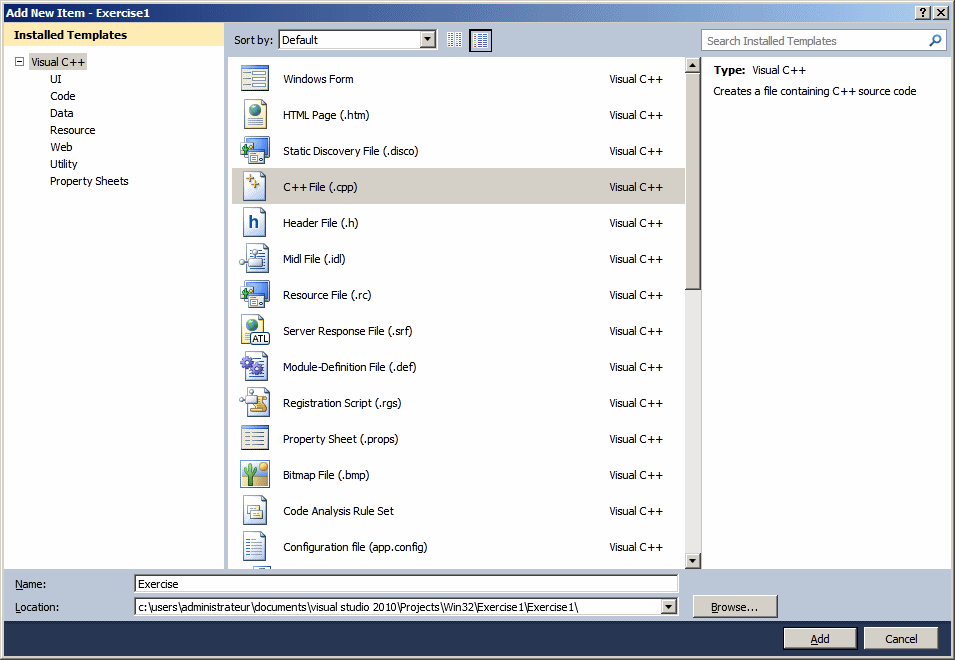 Add New Item - Exercise1
Installed Templates
Visual C++
UI
Code
Data
Resource
Web
Utility
Property Sheets
Sort by: Default
Search Installed Templates
Windows Form Visual C++
HTML Page (.htm) Visual C++
Static Discovery File (.disco) Visual C++
C++ File (.cpp) Visual C++
h Header File (.h) Visual C++
Midl File (.idl) Visual C++
Resource File (.rc) Visual C++
ATL Server Response File (.srf) Visual C++
Module-Definition File (.def) Visual C++
Registration Script (.rgs) Visual C++
Property Sheet (.props) Visual C++
Bitmap File (.bmp) Visual C++
Code Analysis Rule Set Visual C++
Configuration file (app.config) Visual C++
Type: Visual C++
Creates a file containing C++ source code
Name: Exercise
Location: c:\users\administrateur\documents\visual studio 2010\Projects\Win32\Exercise1\Exercise1\
Browse...
Add Cancel